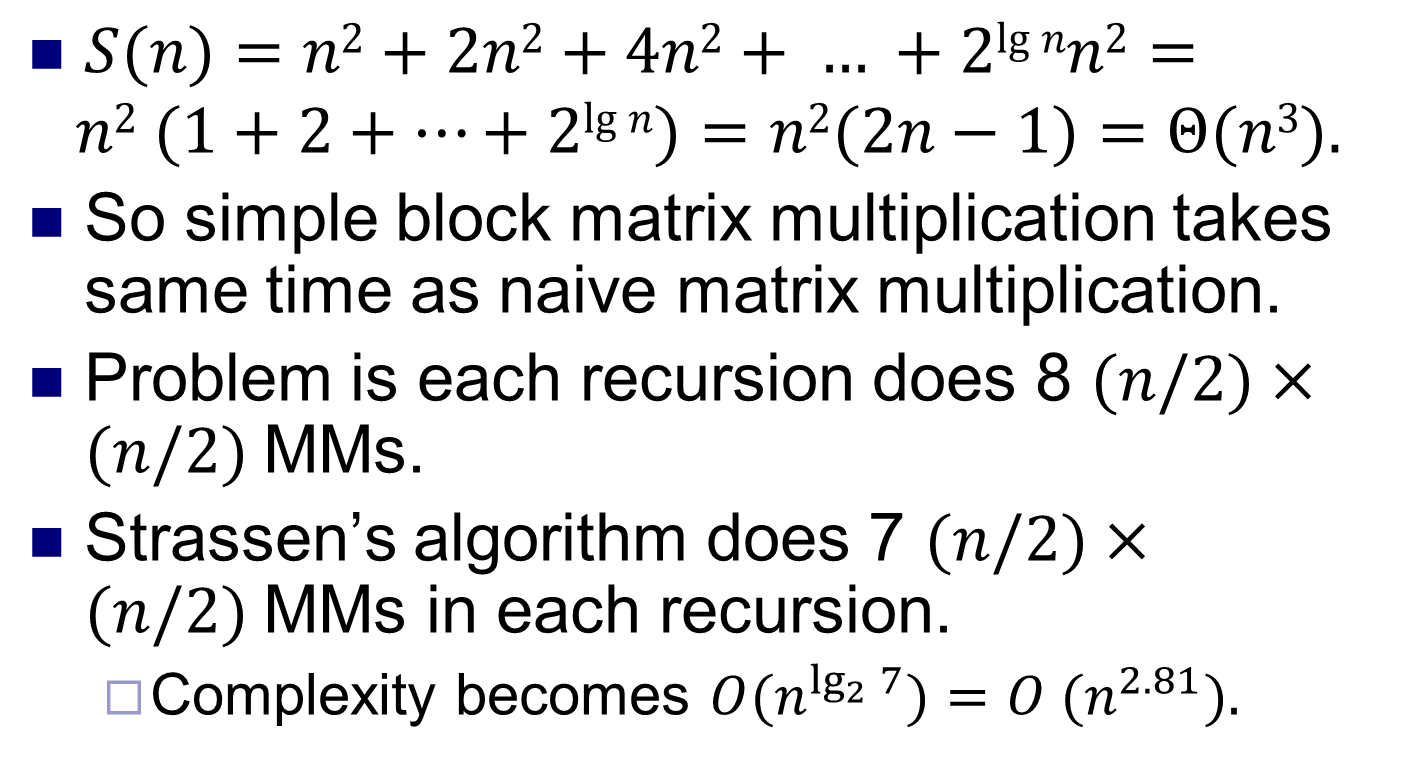 ■ S(n) = n² + 2n² + 4n² + … + 2^{lg n}n² =
n² (1 + 2 + ⋯ + 2^{lg n}) = n²(2n − 1) = Θ(n³).
■ So simple block matrix multiplication takes
same time as naive matrix multiplication.
■ Problem is each recursion does 8 (n/2) ×
(n/2) MMs.
■ Strassen’s algorithm does 7 (n/2) ×
(n/2) MMs in each recursion.
□ Complexity becomes O(n^{lg₂ 7}) = O (n^{2.81}).